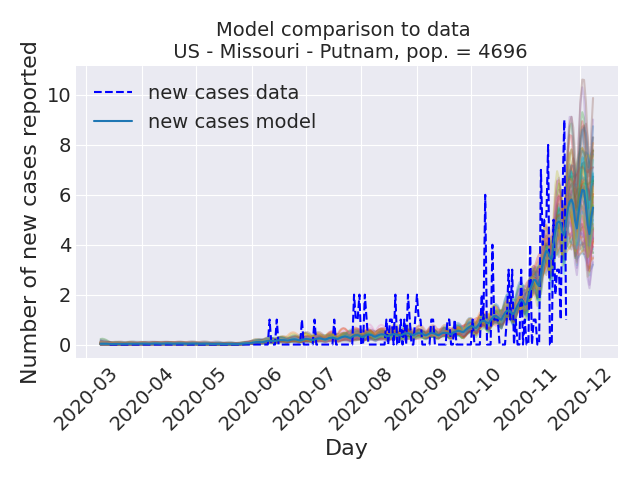 Model comparison to data
US - Missouri - Putnam, pop. = 4696
Number of new cases reported
10
8
6
4
2
0
new cases data
new cases model
2020-03
2020-04
2020-05
2020-06
2020-07
2020-08
2020-09
2020-10
2020-11
2020-12
Day